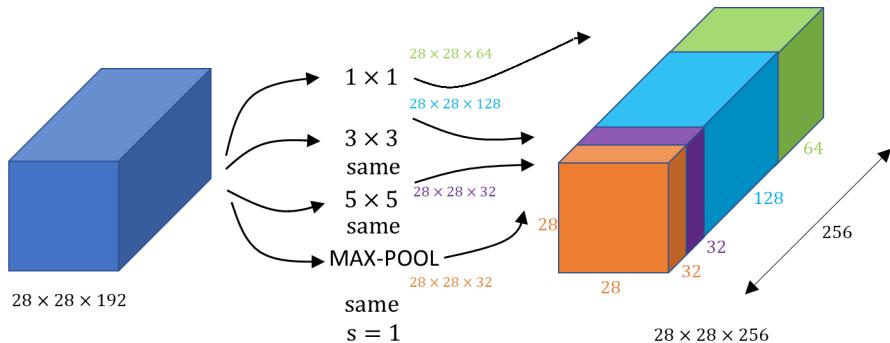 28 × 28 × 64
1 × 1
28 × 28 × 128
3 × 3
same
5 × 5
28 × 28 × 32
same
MAX-POOL
28 × 28 × 32
same
s = 1
28 × 28 × 192
64
128
256
28
32
32
28
28 × 28 × 256